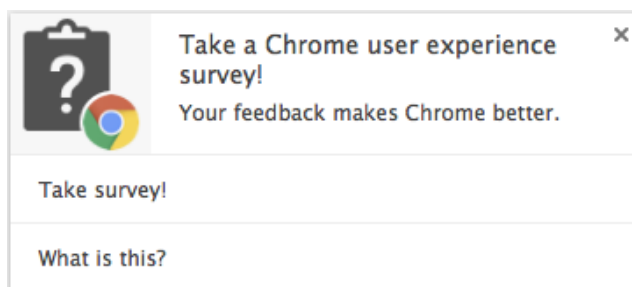 Take a Chrome user experience
survey!
Your feedback makes Chrome better.
Take survey!
What is this?